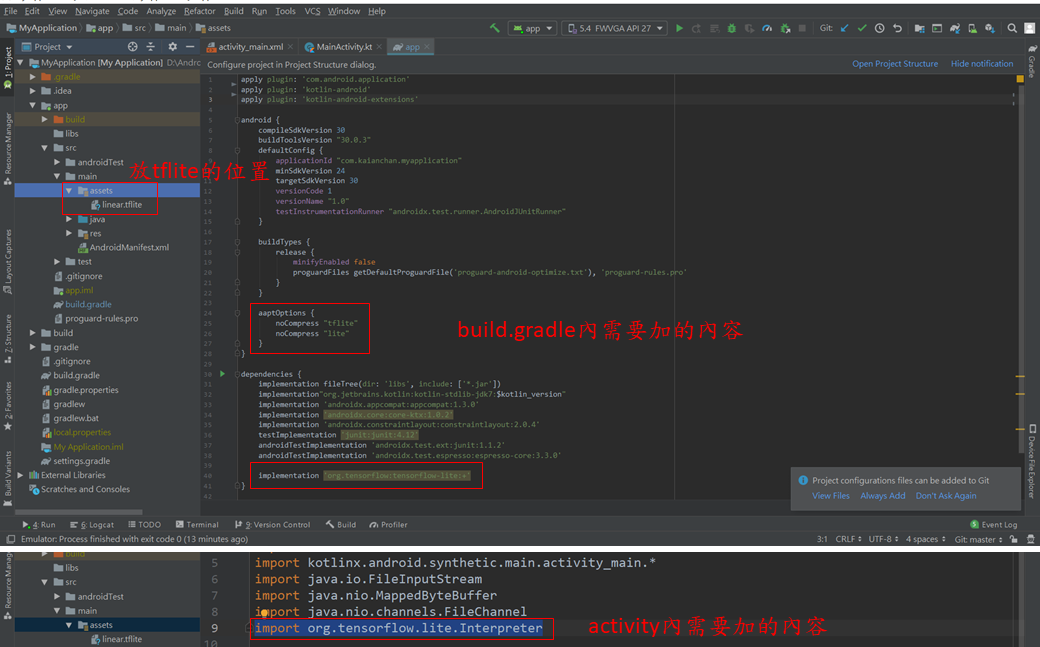 File Edit View Navigate Code Analyze Refactor Build Run Tools VCS Window Help
MyApplication app src main assets
app
5.4 FWVGA API 27
Git:
Project
activity_main.xml
MainActivity.kt
app
Configure project in Project Structure dialog.
Open Project Structure
Hide notification
MyApplication [My Application] D:\Andro
.gradle
.idea
app
build
libs
src
androidTest
main
assets
linear.tflite
java
res
AndroidManifest.xml
test
.gitignore
app.iml
build.gradle
proguard-rules.pro
build
gradle
.gitignore
build.gradle
gradle.properties
gradlew
gradlew.bat
local.properties
My Application.iml
settings.gradle
External Libraries
Scratches and Consoles
放tflite的位置
1: Project
Resource Manager
Layout Captures
7: Structure
2: Favorites
Build Variants
Gradle
Device File Explorer
1 apply plugin: 'com.android.application'
2 apply plugin: 'kotlin-android'
3 apply plugin: 'kotlin-android-extensions'
4
5 android {
6 compileSdkVersion 30
7 buildToolsVersion "30.0.3"
8 defaultConfig {
9 applicationId "com.kaianchan.myapplication"
10 minSdkVersion 24
11 targetSdkVersion 30
12 versionCode 1
13 versionName "1.0"
14 testInstrumentationRunner "androidx.test.runner.AndroidJUnitRunner"
15 }
16
17 buildTypes {
18 release {
19 minifyEnabled false
20 proguardFiles getDefaultProguardFile('proguard-android-optimize.txt'), 'proguard-rules.pro'
21 }
22 }
23
24 aaptOptions {
25 noCompress "tflite"
26 noCompress "lite"
27 }
28 }
29
30 dependencies {
31 implementation fileTree(dir: 'libs', include: ['*.jar'])
32 implementation"org.jetbrains.kotlin:kotlin-stdlib-jdk7:$kotlin_version"
33 implementation 'androidx.appcompat:appcompat:1.3.0'
34 implementation 'androidx.core:core-ktx:1.0.2'
35 implementation 'androidx.constraintlayout:constraintlayout:2.0.4'
36 testImplementation 'junit:junit:4.12'
37 androidTestImplementation 'androidx.test.ext:junit:1.1.2'
38 androidTestImplementation 'androidx.test.espresso:espresso-core:3.3.0'
39
40 implementation 'org.tensorflow:tensorflow-lite:+'
41 }
42
build.gradle內需要加的內容
Project configurations files can be added to Git
View Files Always Add Don't Ask Again
4: Run 6: Logcat TODO Terminal 9: Version Control Build Profiler
5 Event Log
Emulator: Process finished with exit code 0 (13 minutes ago)
3:1 CRLF UTF-8 4 spaces Git: master
Resource Manag
build
libs
src
androidTest
main
assets
linear.tflite
5 import kotlinx.android.synthetic.main.activity_main.*
6 import java.io.FileInputStream
7 import java.nio.MappedByteBuffer
8 import java.nio.channels.FileChannel
9 import org.tensorflow.lite.Interpreter
10
activity內需要加的內容